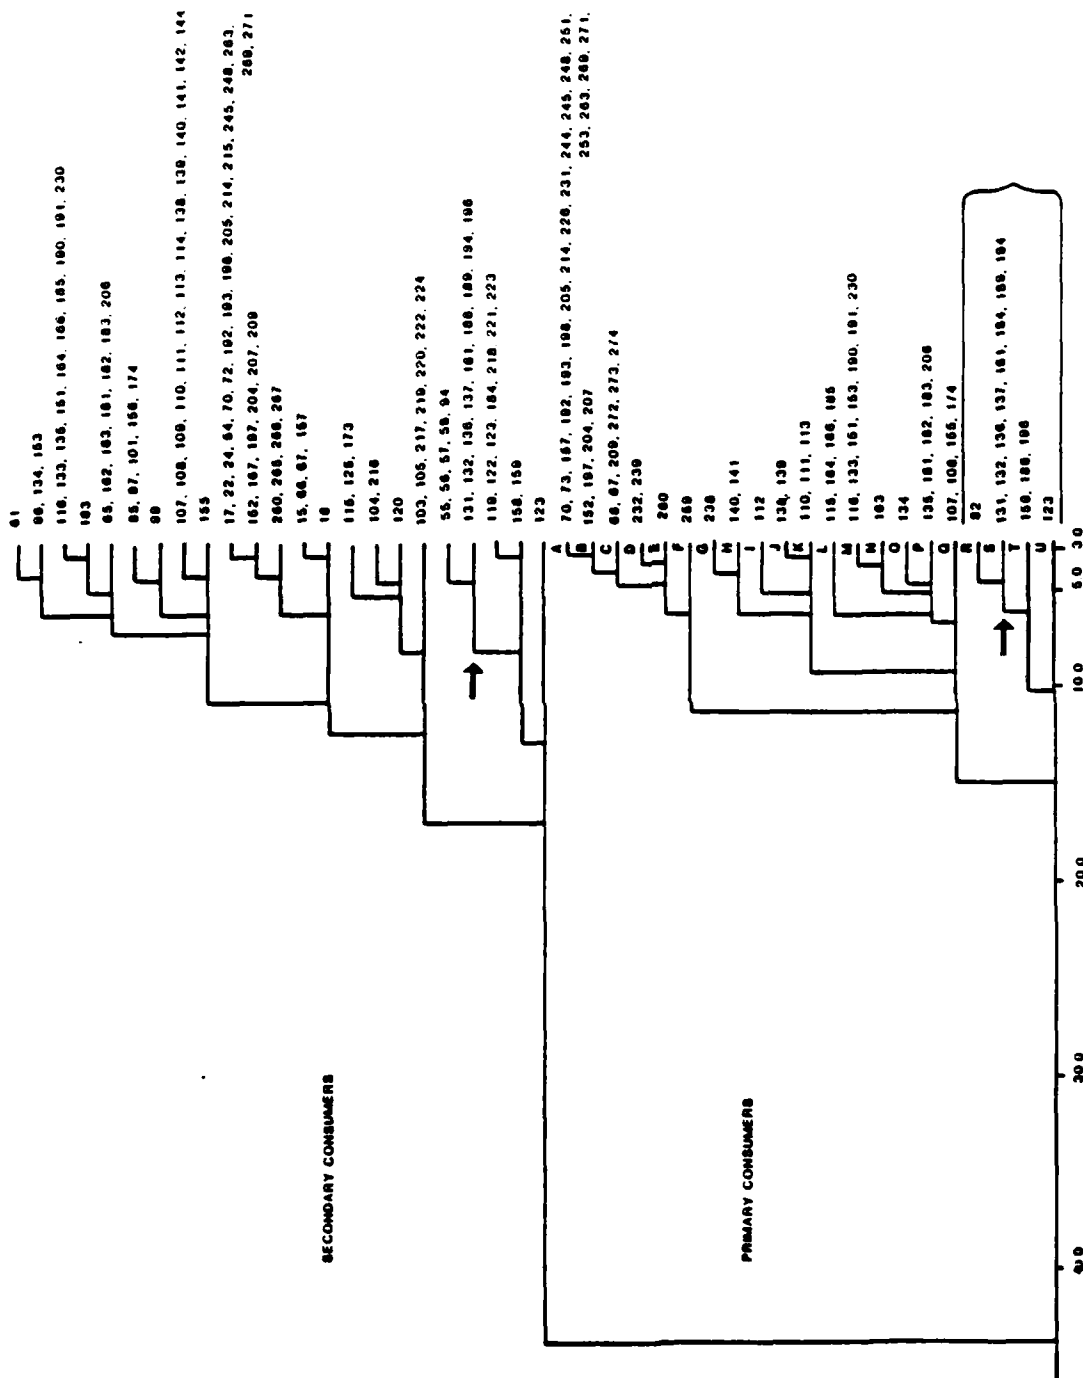 61
96, 134, 153
116, 133, 135, 151, 164, 166, 185, 190, 191, 230
163
65, 162, 163, 181, 182, 183, 206
85, 87, 101, 156, 174
98
107, 108, 109, 110, 111, 112, 113, 114, 138, 139, 140, 141, 142, 144
155
17, 22, 24, 64, 70, 72, 192, 193, 198, 205, 214, 215, 245, 248, 263,
269, 271
162, 167, 197, 204, 207, 209
260, 265, 266, 267
15, 66, 67, 157
16
115, 125, 173
104, 216
120
103, 105, 217, 219, 220, 222, 224
55, 56, 57, 58, 94
131, 132, 136, 137, 161, 188, 189, 194, 196
119, 122, 123, 184, 218, 221, 223
158, 159
123
SECONDARY CONSUMERS
A 70, 73, 157, 192, 193, 198, 205, 214, 226, 231, 244, 245, 248, 251,
253, 263, 269, 271,
B 152, 197, 204, 207
C 66, 67, 209, 272, 273, 274
D 232, 239
E 260
F 259
G 238
H 140, 141
I 112
J 138, 139
K 110, 111, 113
L 115, 164, 166, 185
M 116, 133, 151, 153, 190, 191, 230
N 163
O 134
P 135, 181, 182, 183, 206
Q 107, 108, 155, 174
R 82
S 131, 132, 136, 137, 161, 184, 189, 194
T 159, 188, 196
U 123
PRIMARY CONSUMERS
3.0
5.0
10.0
20.0
30.0
40.0